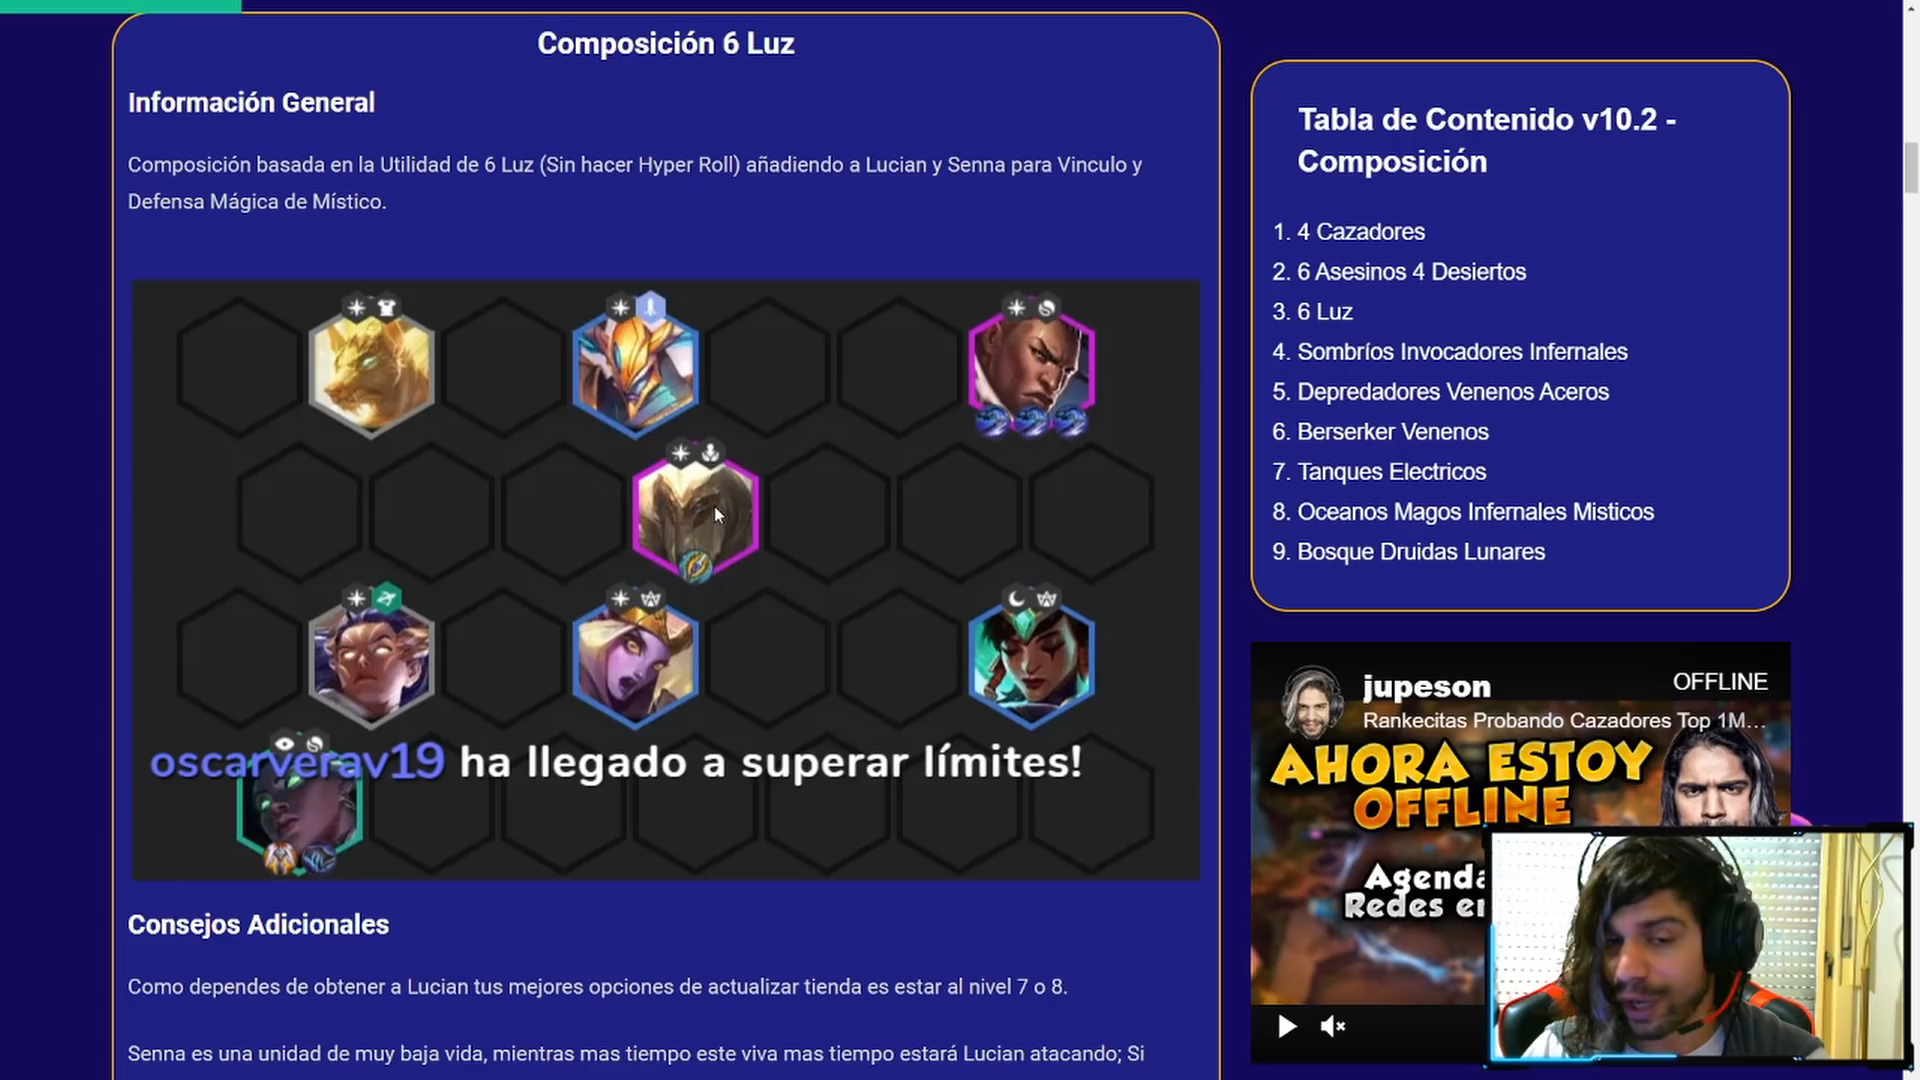 Composición 6 Luz
Información General
Composición basada en la Utilidad de 6 Luz (Sin hacer Hyper Roll) añadiendo a Lucian y Senna para Vinculo y
Defensa Mágica de Místico.
oscarverav19 ha llegado a superar límites!
Consejos Adicionales
Como dependes de obtener a Lucian tus mejores opciones de actualizar tienda es estar al nivel 7 o 8.
Senna es una unidad de muy baja vida, mientras mas tiempo este viva mas tiempo estará Lucian atacando; Si
Tabla de Contenido v10.2 -
Composición
1. 4 Cazadores
2. 6 Asesinos 4 Desiertos
3. 6 Luz
4. Sombríos Invocadores Infernales
5. Depredadores Venenos Aceros
6. Berserker Venenos
7. Tanques Electricos
8. Oceanos Magos Infernales Misticos
9. Bosque Druidas Lunares
jupeson
OFFLINE
Rankecitas Probando Cazadores Top 1M...
AHORA ESTOY
OFFLINE
Agenda
Redes en